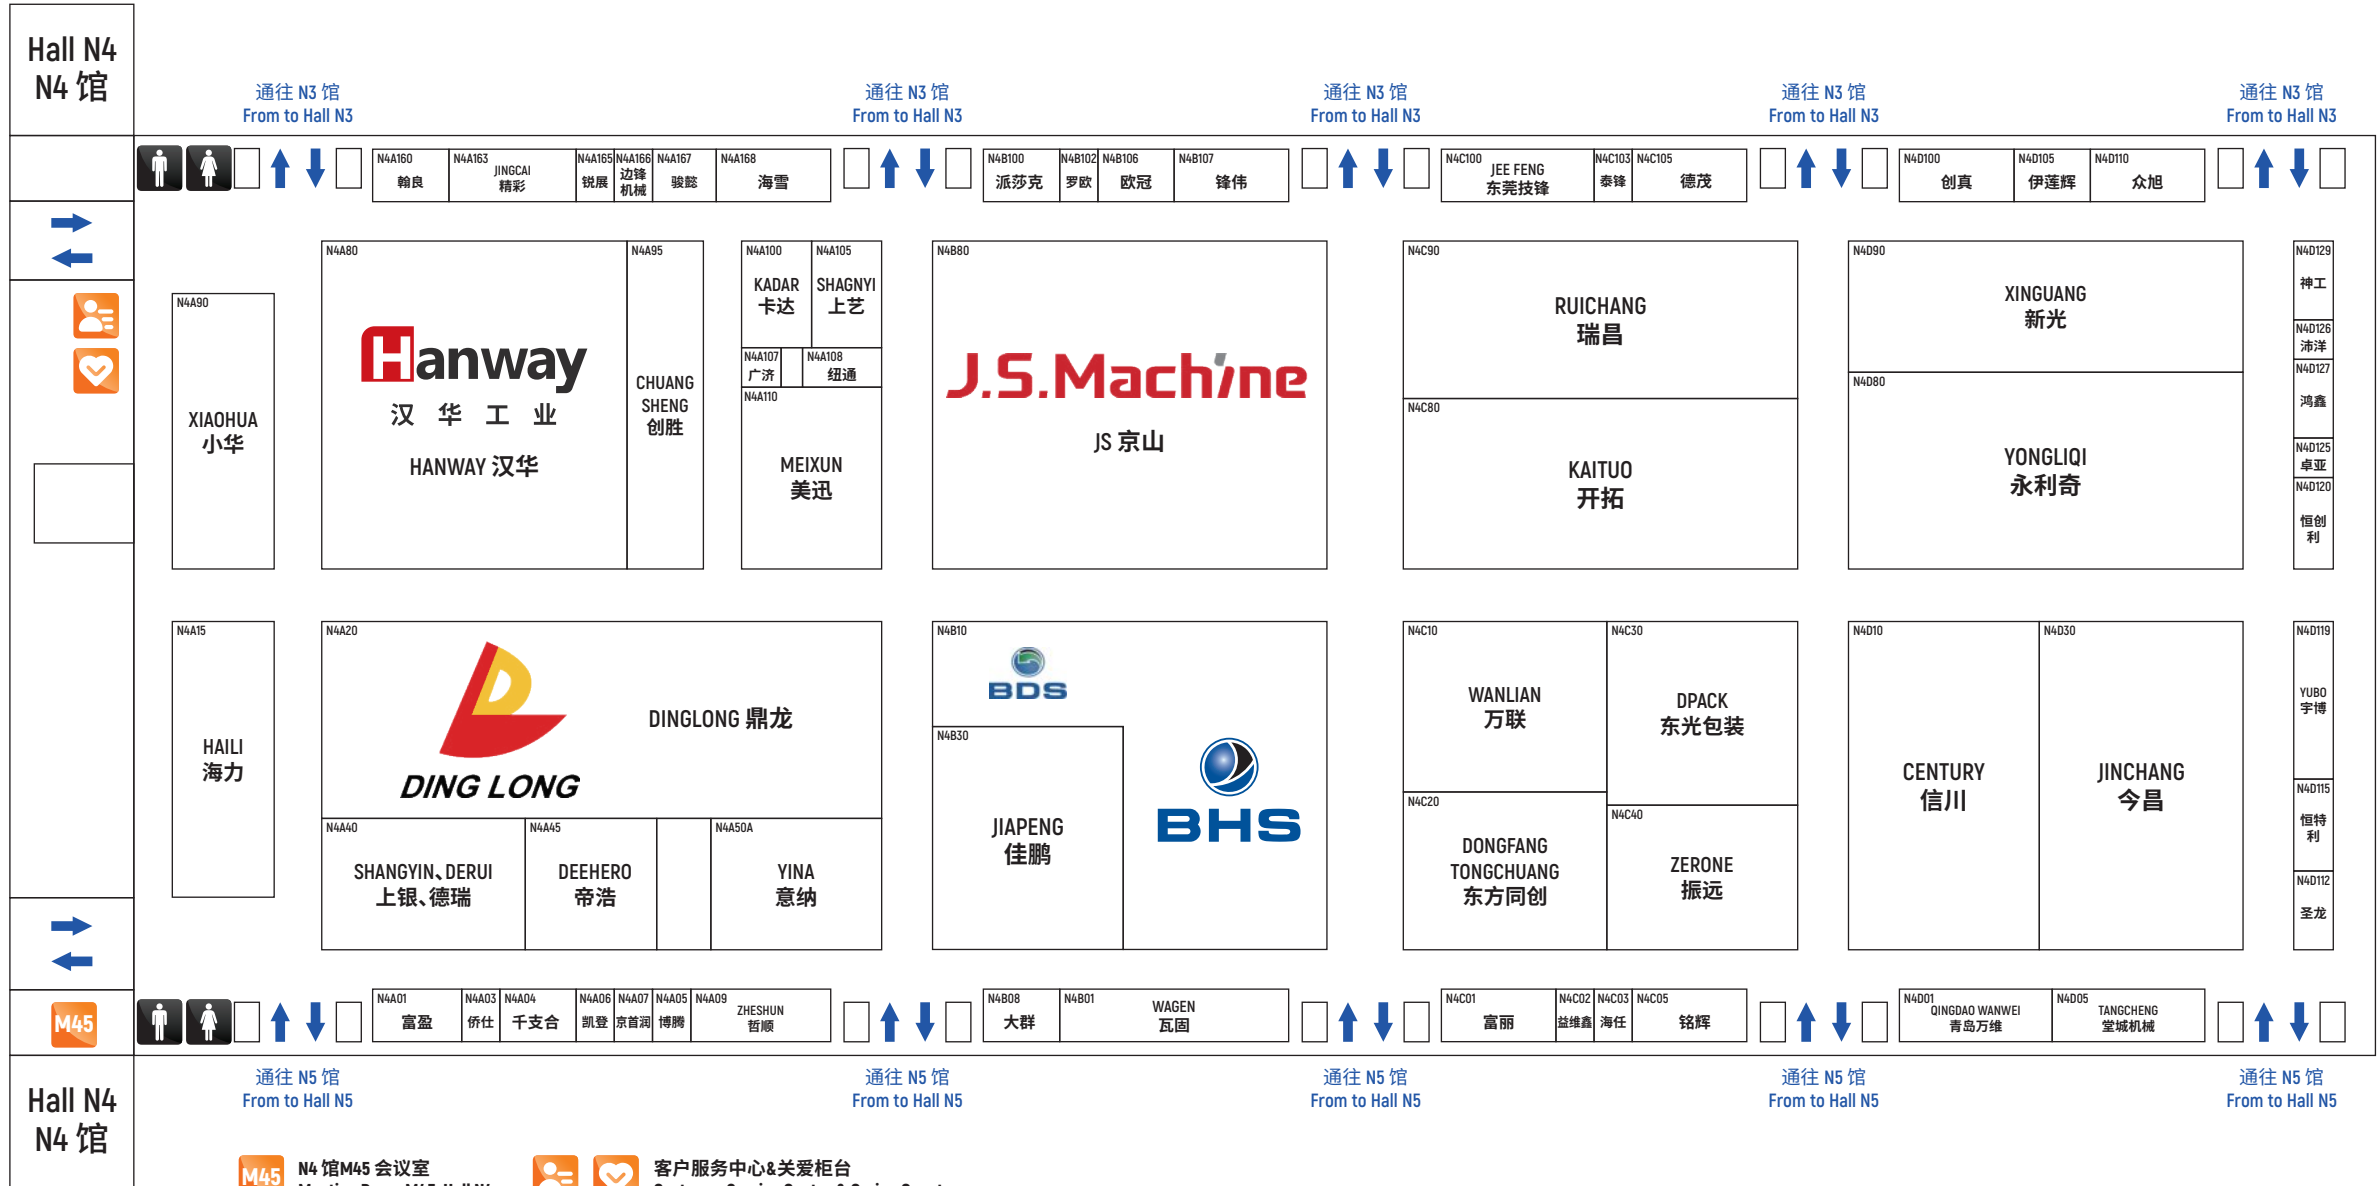 Hall N4
N4 馆
通往 N3 馆
From to Hall N3
通往 N3 馆
From to Hall N3
通往 N3 馆
From to Hall N3
通往 N3 馆
From to Hall N3
通往 N3 馆
From to Hall N3
N4A160
翰良
N4A163
JINGCAI
精彩
N4A165
锐展
N4A166
边锋
机械
N4A167
骏懿
N4A168
海雪
N4B100
派莎克
N4B102
罗欧
N4B106
欧冠
N4B107
锋伟
N4C100
JEE FENG
东莞技锋
N4C103
泰锋
N4C105
德茂
N4D100
创真
N4D105
伊莲辉
N4D110
众旭
N4A90
XIAOHUA
小华
N4A80
Hanway
汉 华 工 业
HANWAY 汉华
N4A95
CHUANG
SHENG
创胜
N4A100
KADAR
卡达
N4A105
SHAGNYI
上艺
N4A107
广济
N4A108
纽通
N4A110
MEIXUN
美迅
N4B80
J.S.Machine
JS 京山
N4C90
RUICHANG
瑞昌
N4C80
KAITUO
开拓
N4D90
XINGUANG
新光
N4D80
YONGLIQI
永利奇
N4D129
神工
N4D126
沛洋
N4D127
鸿鑫
N4D125
卓亚
N4D120
恒创
利
N4A15
HAILI
海力
N4A20
DING LONG
DINGLONG 鼎龙
N4A40
SHANGYIN、DERUI
上银、德瑞
N4A45
DEEHERO
帝浩
N4A50A
YINA
意纳
N4B10
BDS
BHS
N4B30
JIAPENG
佳鹏
N4C10
WANLIAN
万联
N4C30
DPACK
东光包装
N4C20
DONGFANG
TONGCHUANG
东方同创
N4C40
ZERONE
振远
N4D10
CENTURY
信川
N4D30
JINCHANG
今昌
N4D119
YUBO
宇博
N4D115
恒特
利
N4D112
圣龙
M45
N4A01
富盈
N4A03
侨仕
N4A04
千支合
N4A06
凯登
N4A07
京首润
N4A05
博腾
N4A09
ZHESHUN
哲顺
N4B08
大群
N4B01
WAGEN
瓦固
N4C01
富丽
N4C02
益维鑫
N4C03
海任
N4C05
铭辉
N4D01
QINGDAO WANWEI
青岛万维
N4D05
TANGCHENG
堂城机械
通往 N5 馆
From to Hall N5
通往 N5 馆
From to Hall N5
通往 N5 馆
From to Hall N5
通往 N5 馆
From to Hall N5
通往 N5 馆
From to Hall N5
Hall N4
N4 馆
M45
N4 馆M45 会议室
客户服务中心&关爱柜台